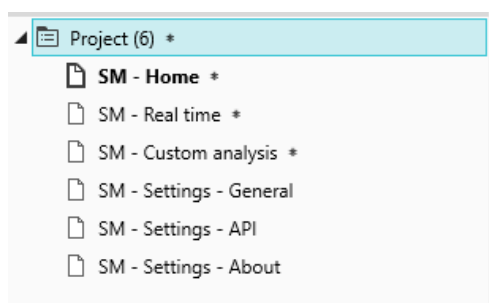 Project (6) *
SM - Home *
SM - Real time *
SM - Custom analysis *
SM - Settings - General
SM - Settings - API
SM - Settings - About